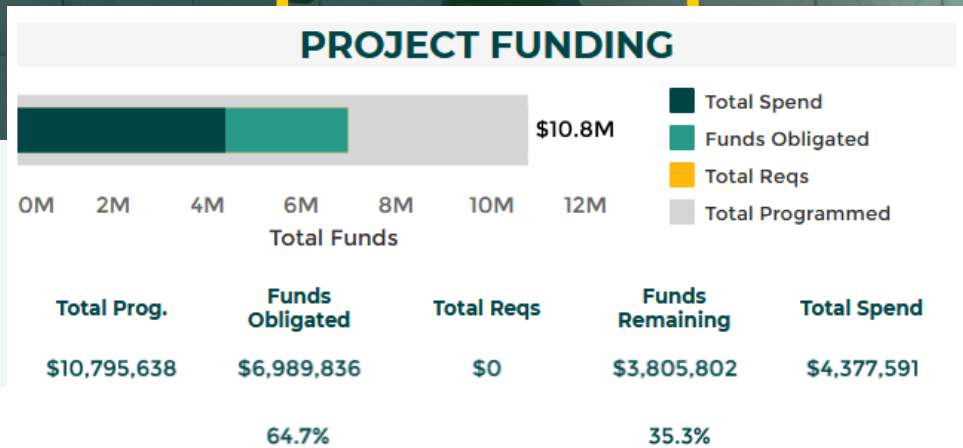 PROJECT FUNDING
$10.8M
0M 2M 4M 6M 8M 10M 12M
Total Funds
Total Spend
Funds Obligated
Total Reqs
Total Programmed
Total Prog.
Funds
Obligated
Total Reqs
Funds
Remaining
Total Spend
$10,795,638 $6,989,836 $0 $3,805,802 $4,377,591
64.7% 35.3%